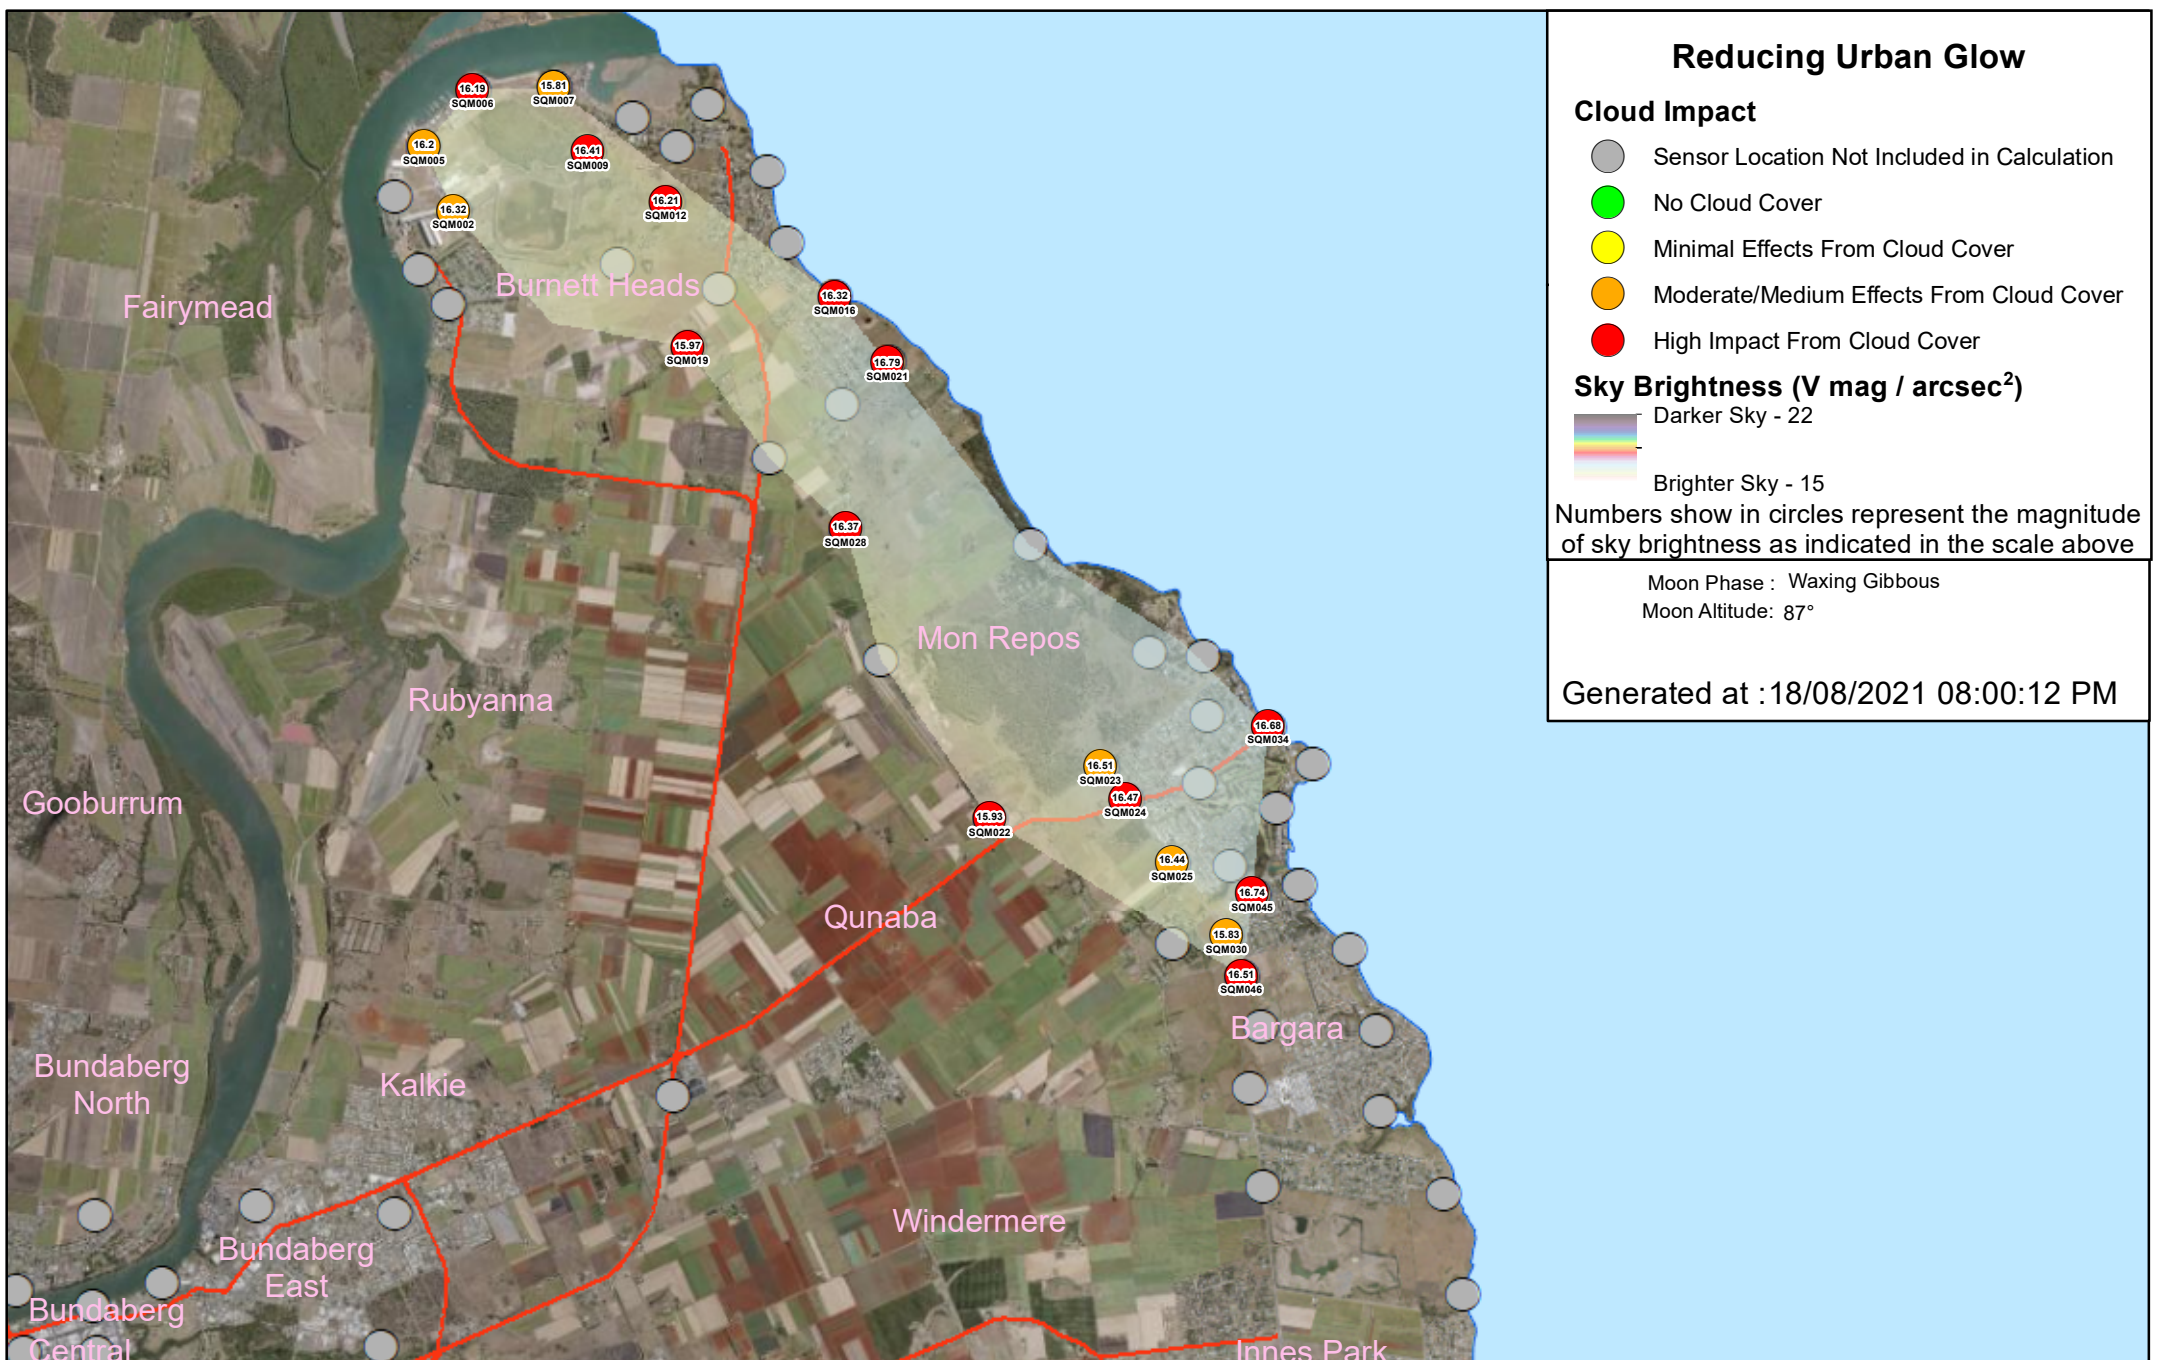 Reducing Urban Glow
Cloud Impact
Sensor Location Not Included in Calculation
No Cloud Cover
Minimal Effects From Cloud Cover
Moderate/Medium Effects From Cloud Cover
High Impact From Cloud Cover
Sky Brightness (V mag / arcsec²)
Darker Sky - 22
Brighter Sky - 15
Numbers show in circles represent the magnitude
of sky brightness as indicated in the scale above
Moon Phase : Waxing Gibbous
Moon Altitude: 87°
Generated at :18/08/2021 08:00:12 PM
16.19
SQM006
15.81
SQM007
16.2
SQM005
16.41
SQM009
16.32
SQM002
16.21
SQM012
Burnett Heads
Fairymead
16.32
SQM016
15.97
SQM019
16.79
SQM021
16.37
SQM028
Mon Repos
Rubyanna
16.68
SQM034
16.51
SQM023
16.47
SQM024
Gooburrum
15.93
SQM022
16.44
SQM025
16.74
SQM045
Qunaba
15.83
SQM030
16.51
SQM046
Bargara
Bundaberg
North
Kalkie
Windermere
Bundaberg
East
Bundaberg
Central
Innes Park